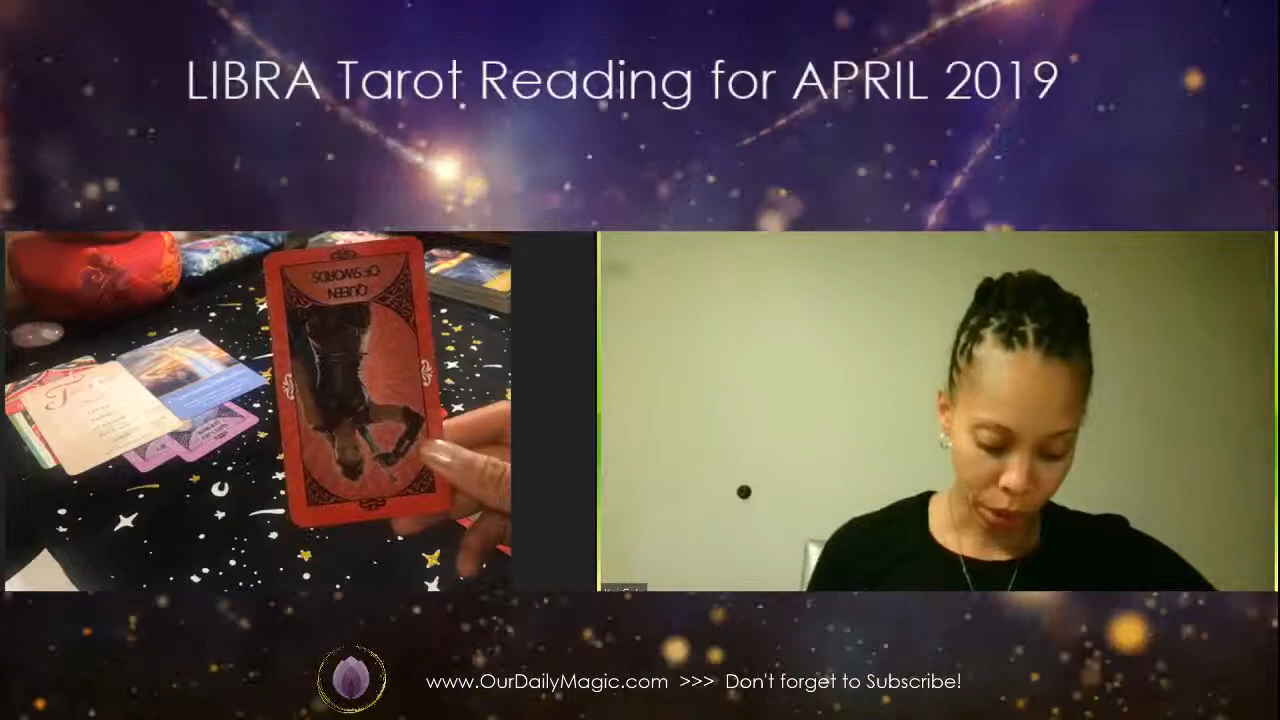 LIBRA Tarot Reading for APRIL 2019
QUEEN
OF SWORDS
www.OurDailyMagic.com >>> Don't forget to Subscribe!